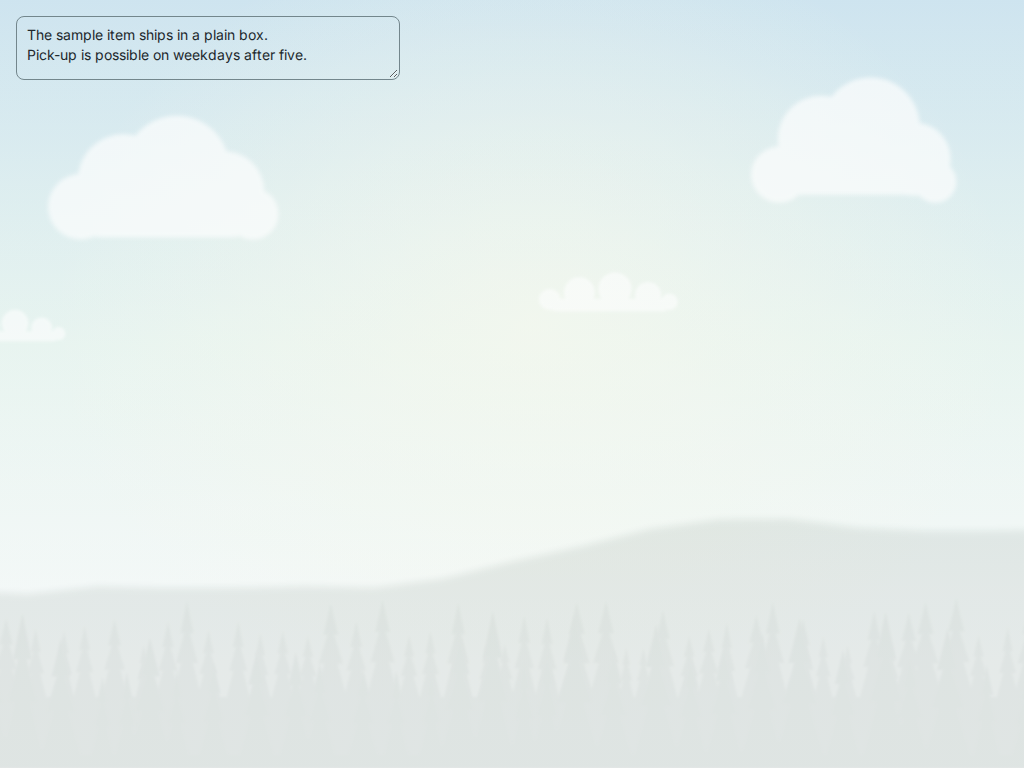 The sample item ships in a plain box.
Pick-up is possible on weekdays after five.